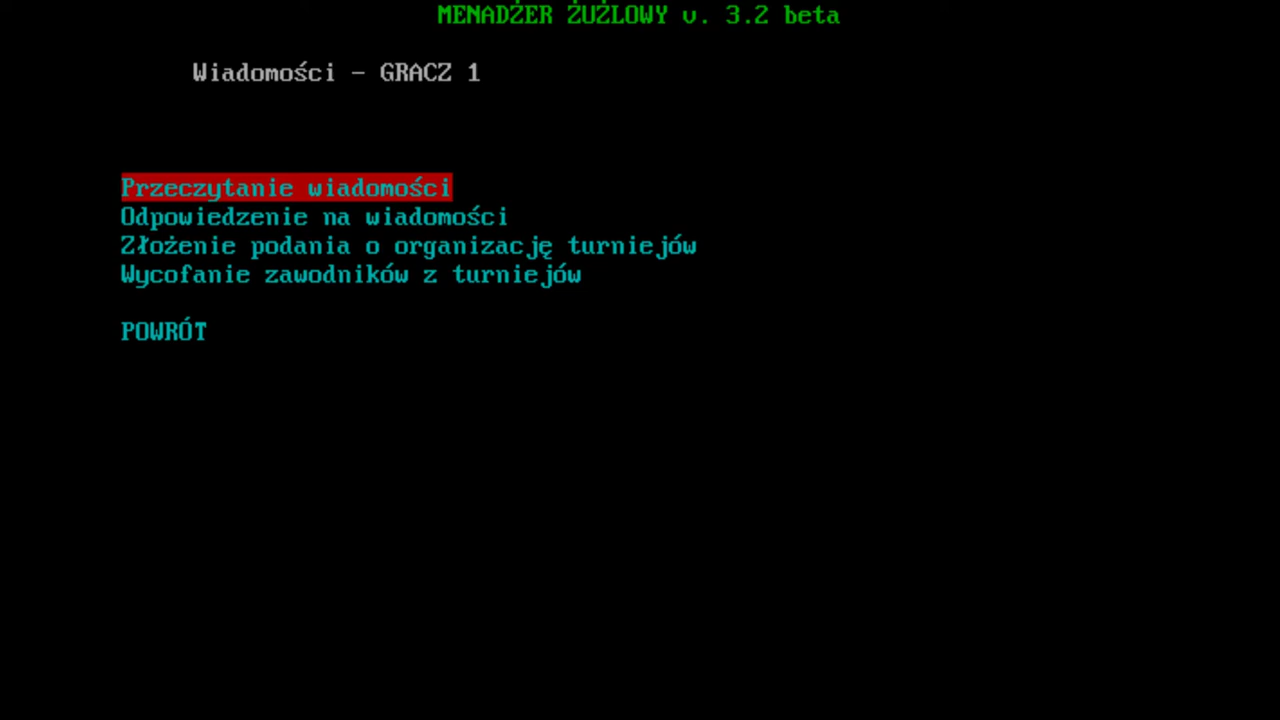 MENADŻER ŻUŻLOWY v. 3.2 beta
Wiadomości - GRACZ 1
Przeczytanie wiadomości
Odpowiedzenie na wiadomości
Złożenie podania o organizację turniejów
Wycofanie zawodników z turniejów
POWRÓT